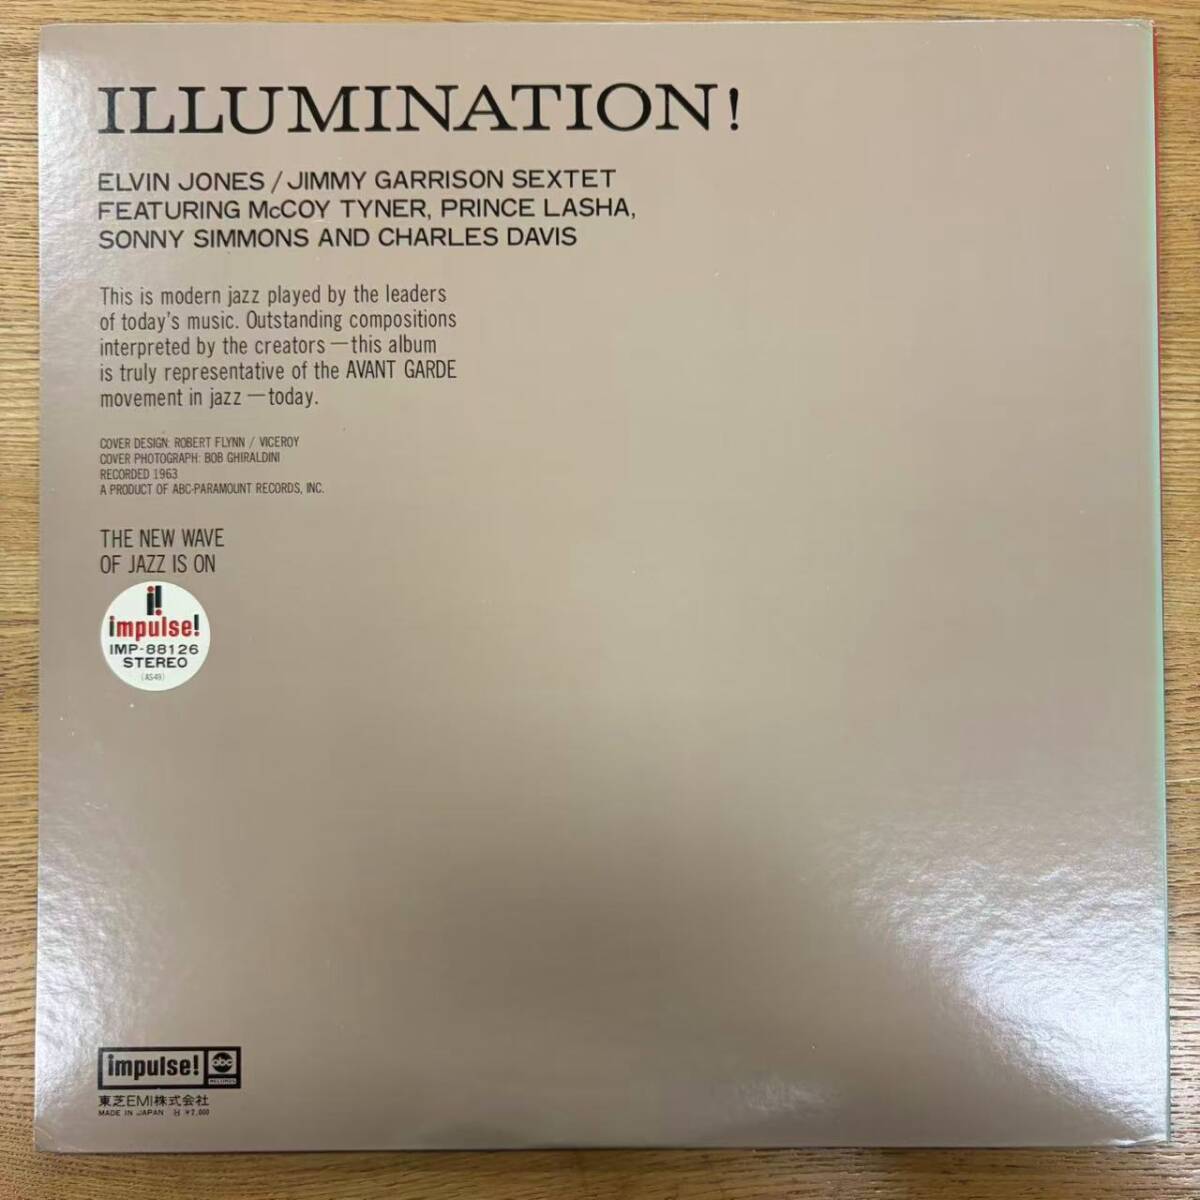 ILLUMINATION!
ELVIN JONES / JIMMY GARRISON SEXTET
FEATURING McCOY TYNER, PRINCE LASHA,
SONNY SIMMONS AND CHARLES DAVIS
This is modern jazz played by the leaders
of today's music. Outstanding compositions
interpreted by the creators—this album
is truly representative of the AVANT GARDE
movement in jazz—today.
COVER DESIGN: ROBERT FLYNN / VICEROY
COVER PHOTOGRAPH: BOB GHIRALDINI
RECORDED 1963
A PRODUCT OF ABC-PARAMOUNT RECORDS, INC.
THE NEW WAVE
OF JAZZ IS ON
i!
impulse!
IMP-88126
STEREO
(AS49)
impulse! abc
RECORDS
東芝EMI株式会社
MADE IN JAPAN Ⓗ ¥2,000